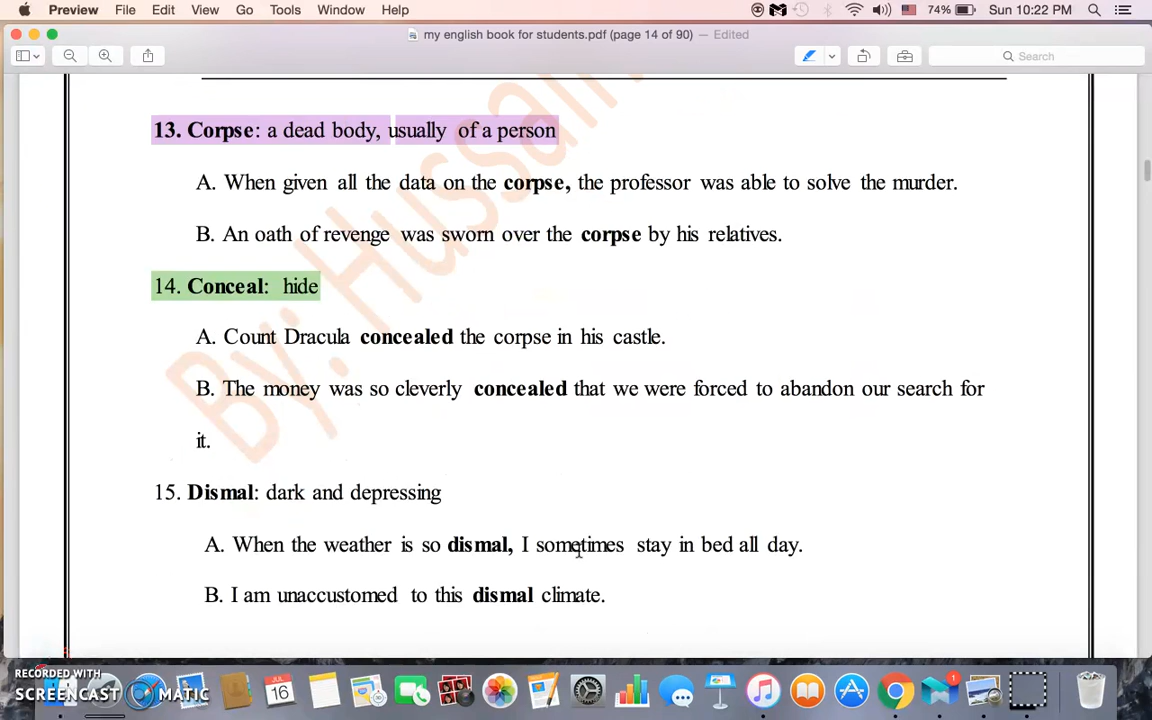 Preview File Edit View Go Tools Window Help 74% Sun 10:22 PM
my english book for students.pdf (page 14 of 90) — Edited
Search
13. Corpse: a dead body, usually of a person
A. When given all the data on the corpse, the professor was able to solve the murder.
B. An oath of revenge was sworn over the corpse by his relatives.
14. Conceal: hide
A. Count Dracula concealed the corpse in his castle.
B. The money was so cleverly concealed that we were forced to abandon our search for
it.
15. Dismal: dark and depressing
A. When the weather is so dismal, I sometimes stay in bed all day.
B. I am unaccustomed to this dismal climate.
By: Hussam
RECORDED WITH
SCREENCAST MATIC
JUL
16
1